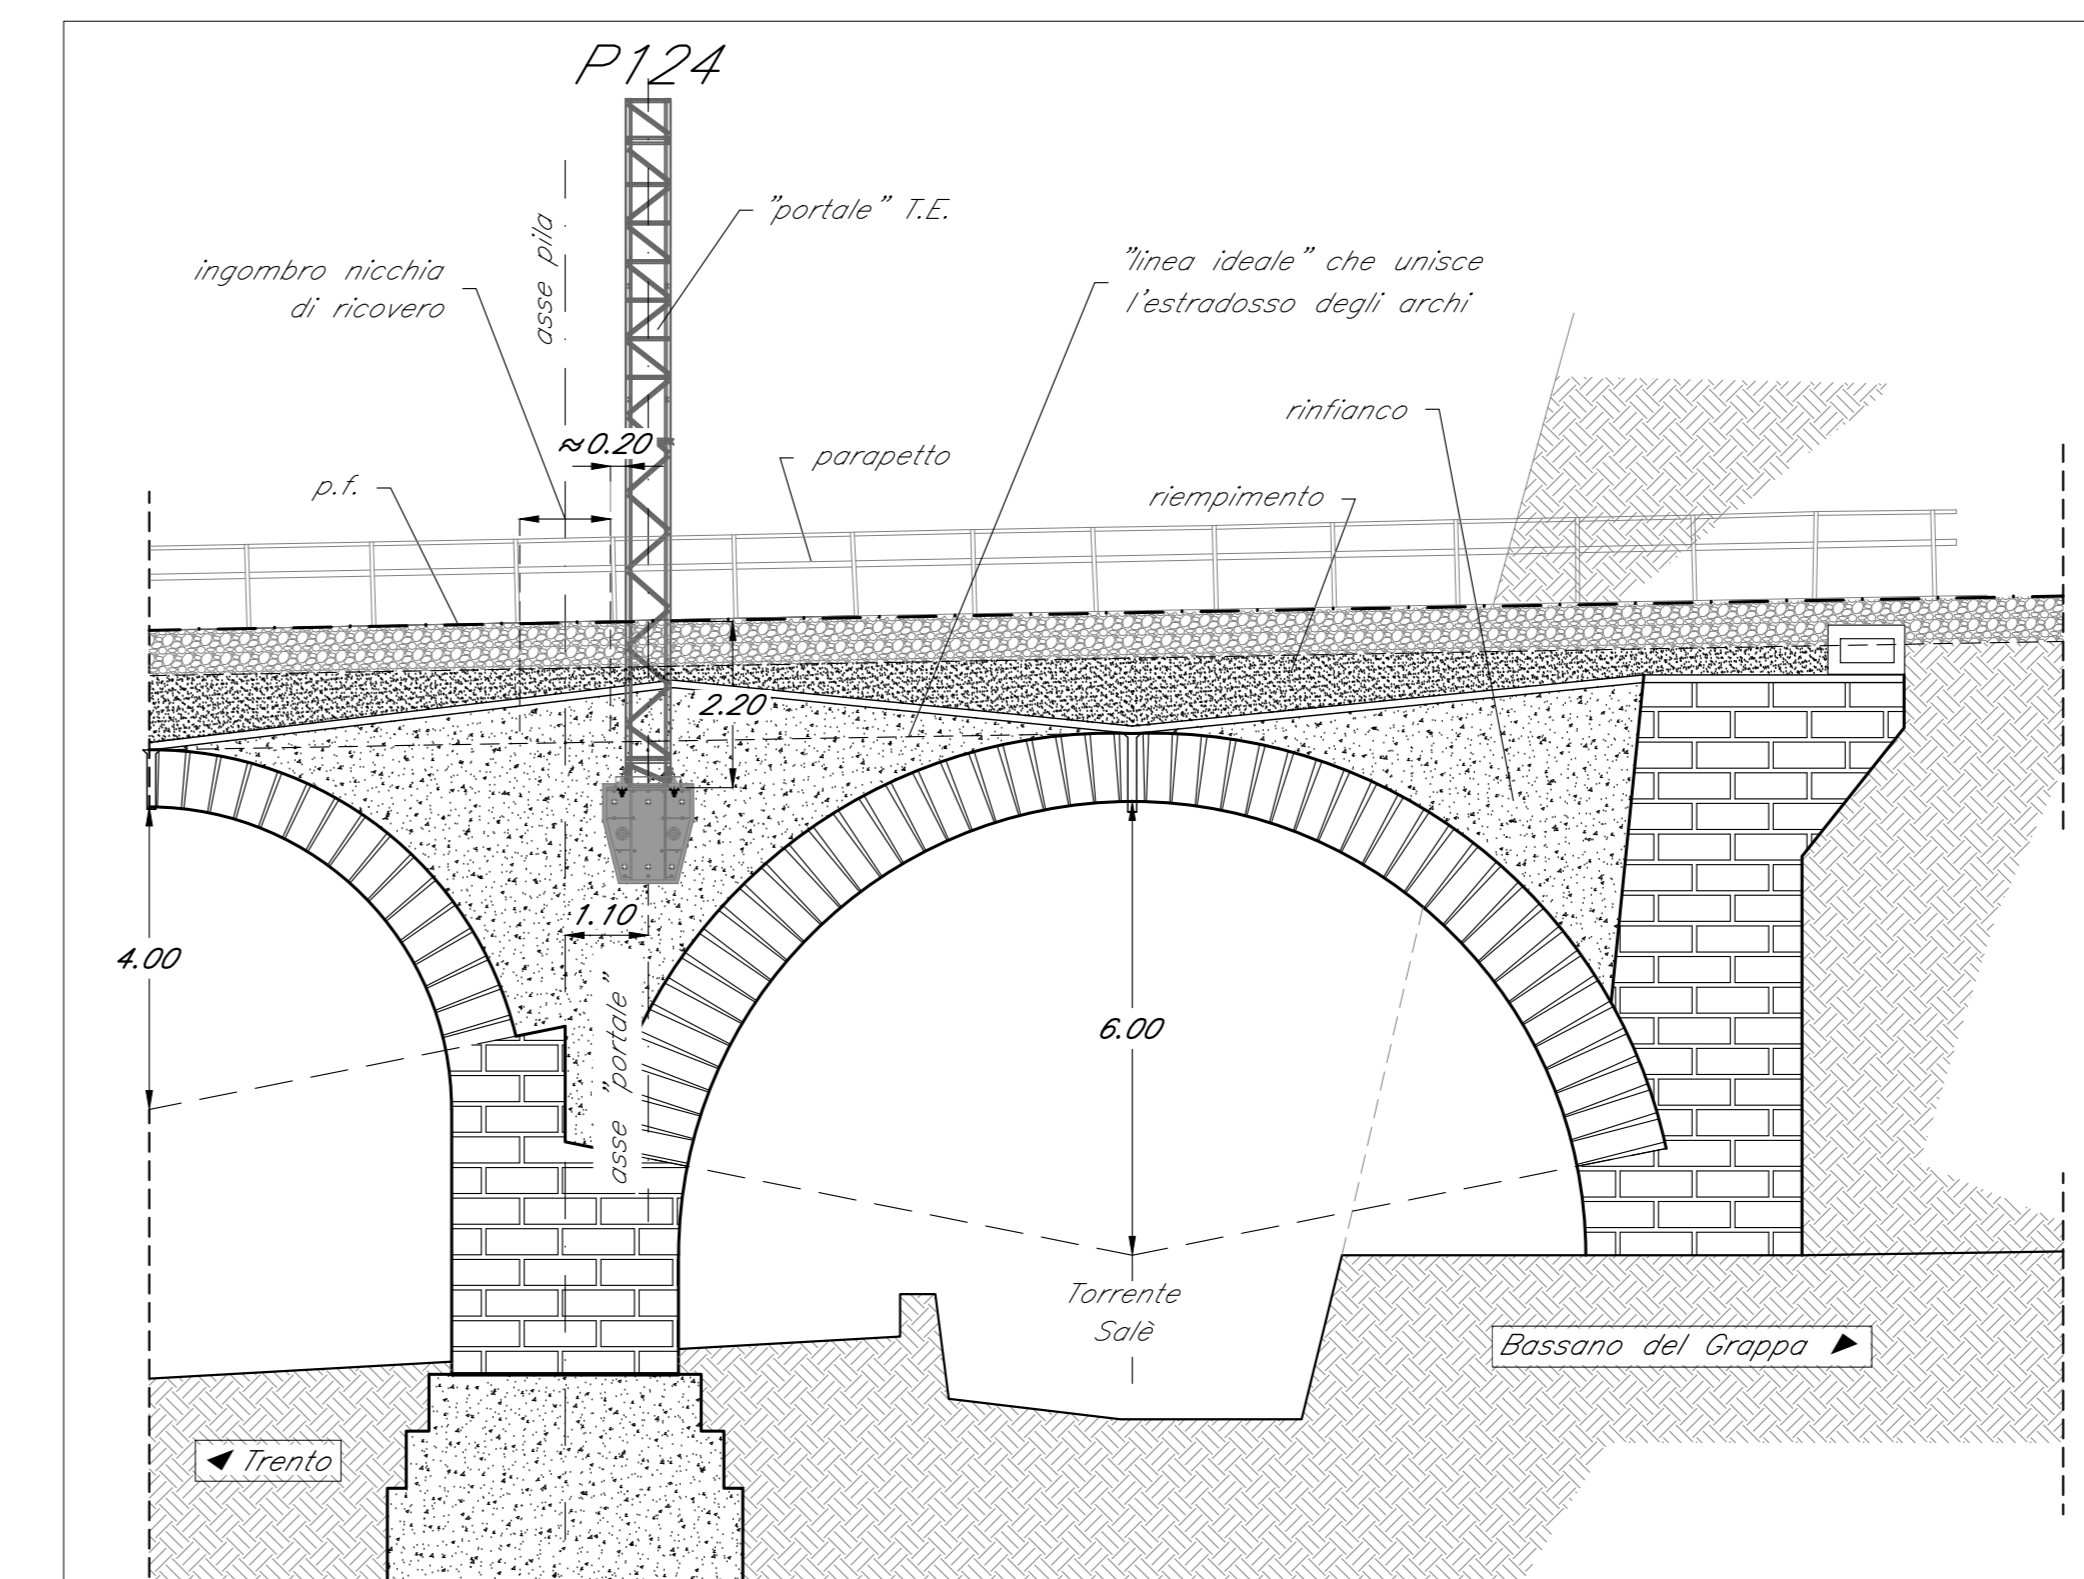 P124
"portale" T.E.
asse pila
ingombro nicchia
di ricovero
"linea ideale" che unisce
l'estradosso degli archi
rinfianco
≈0.20
parapetto
p.f.
riempimento
2.20
1.10
4.00
asse "portale"
6.00
Torrente
Salè
Bassano del Grappa ►
◄ Trento